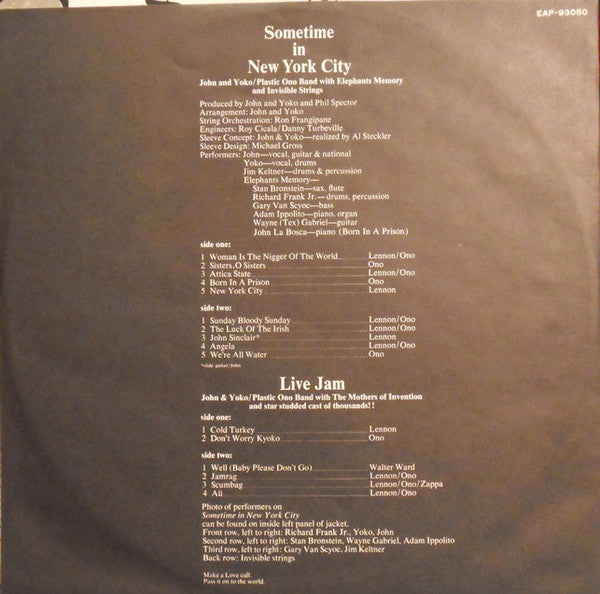 EAP-93050
Sometime
in
New York City
John and Yoko/Plastic Ono Band with Elephants Memory
and Invisible Strings
Produced by John and Yoko and Phil Spector
Arrangement: John and Yoko
String Orchestration: Ron Frangipane
Engineers: Roy Cicala/Danny Turbeville
Sleeve Concept: John & Yoko—realized by Al Steckler
Sleeve Design: Michael Gross
Performers: John—vocal, guitar & national
Yoko—vocal, drums
Jim Keltner—drums & percussion
Elephants Memory—
Stan Bronstein—sax, flute
Richard Frank Jr.—drums, percussion
Gary Van Scyoc—bass
Adam Ippolito—piano, organ
Wayne (Tex) Gabriel—guitar
John La Bosca—piano (Born In A Prison)
side one:
1 Woman Is The Nigger Of The World Lennon/Ono
2 Sisters, O Sisters Ono
3 Attica State Lennon/Ono
4 Born In A Prison Ono
5 New York City Lennon
side two:
1 Sunday Bloody Sunday Lennon/Ono
2 The Luck Of The Irish Lennon/Ono
3 John Sinclair* Lennon
4 Angela Lennon/Ono
5 We're All Water Ono
*slide guitar/John
Live Jam
John & Yoko/Plastic Ono Band with The Mothers of Invention
and star studded cast of thousands!!
side one:
1 Cold Turkey Lennon
2 Don't Worry Kyoko Ono
side two:
1 Well (Baby Please Don't Go) Walter Ward
2 Jamrag Lennon/Ono
3 Scumbag Lennon/Ono/Zappa
4 Aü Lennon/Ono
Photo of performers on
Sometime in New York City
can be found on inside left panel of jacket.
Front row, left to right: Richard Frank Jr., Yoko, John
Second row, left to right: Stan Bronstein, Wayne Gabriel, Adam Ippolito
Third row, left to right: Gary Van Scyoc, Jim Keltner
Back row: Invisible strings
Make a Love call.
Pass it on to the world.